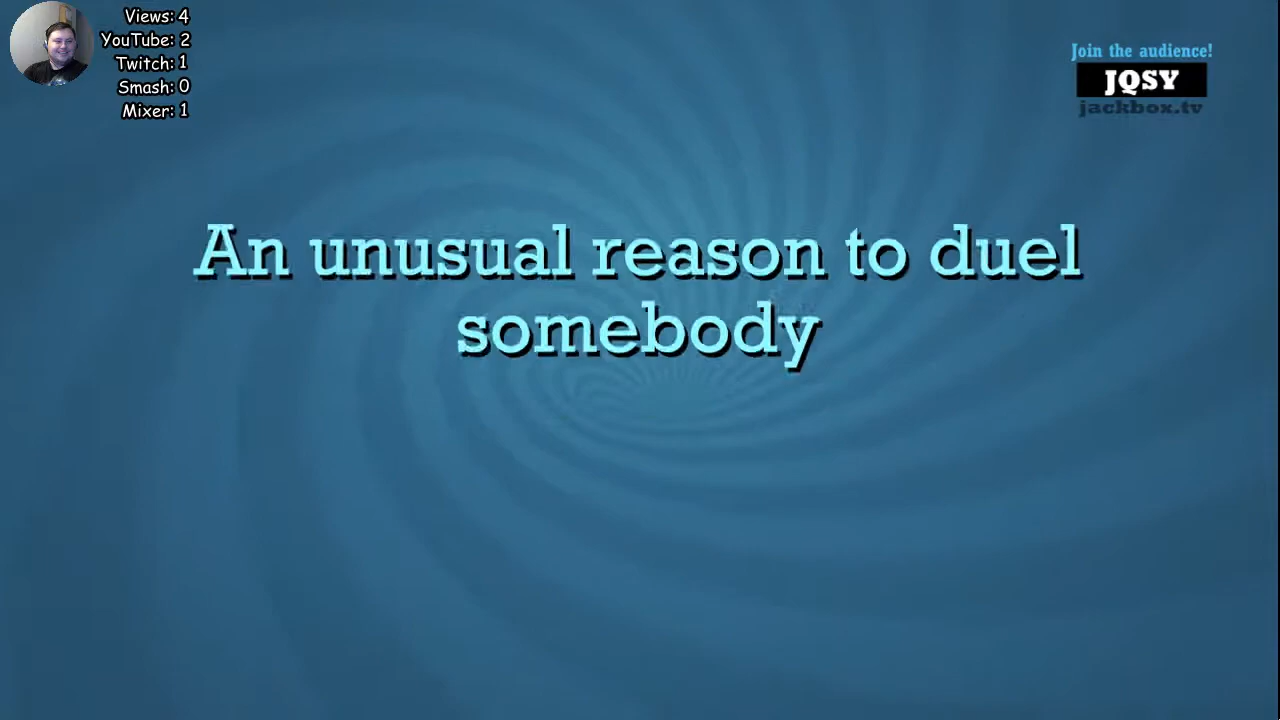 Views: 4
YouTube: 2
Twitch: 1
Smash: 0
Mixer: 1
Join the audience!
JQSY
jackbox.tv
An unusual reason to duel
somebody